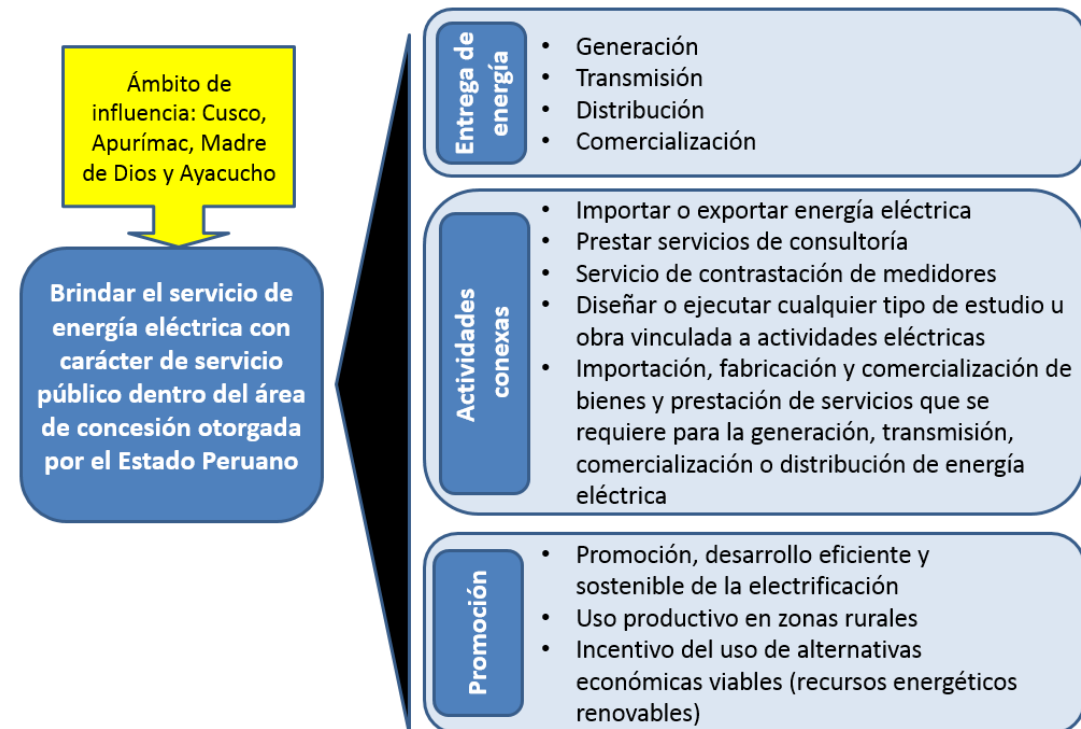 Ámbito de
influencia: Cusco,
Apurímac, Madre
de Dios y Ayacucho
Brindar el servicio de
energía eléctrica con
carácter de servicio
público dentro del área
de concesión otorgada
por el Estado Peruano
Entrega de
energía
• Generación
• Transmisión
• Distribución
• Comercialización
Actividades
conexas
• Importar o exportar energía eléctrica
• Prestar servicios de consultoría
• Servicio de contrastación de medidores
• Diseñar o ejecutar cualquier tipo de estudio u
obra vinculada a actividades eléctricas
• Importación, fabricación y comercialización de
bienes y prestación de servicios que se
requiere para la generación, transmisión,
comercialización o distribución de energía
eléctrica
Promoción
• Promoción, desarrollo eficiente y
sostenible de la electrificación
• Uso productivo en zonas rurales
• Incentivo del uso de alternativas
económicas viables (recursos energéticos
renovables)